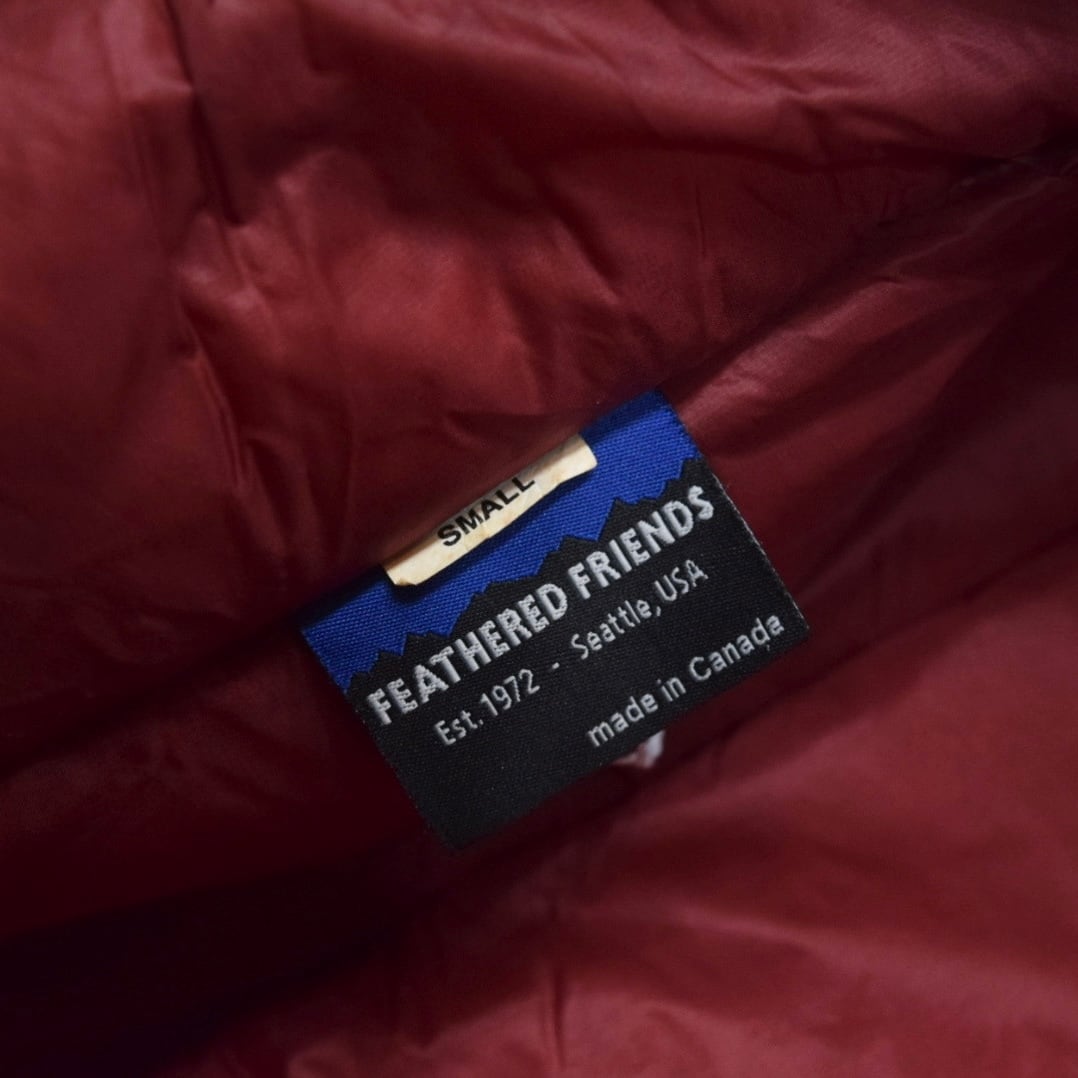 SMALL
FEATHERED FRIENDS
Est. 1972 - Seattle, USA
made in Canada